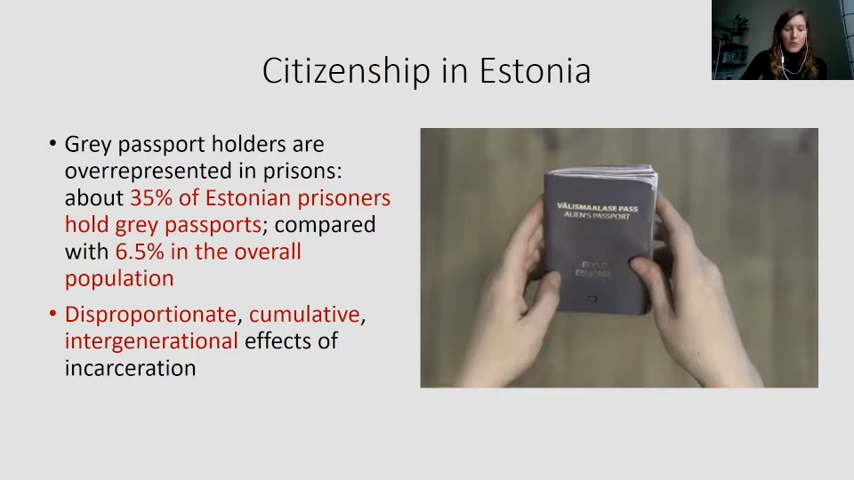 Citizenship in Estonia
• Grey passport holders are
overrepresented in prisons:
about 35% of Estonian prisoners
hold grey passports; compared
with 6.5% in the overall
population
• Disproportionate, cumulative,
intergenerational effects of
incarceration
VÄLISMAALASE PASS
ALIEN'S PASSPORT